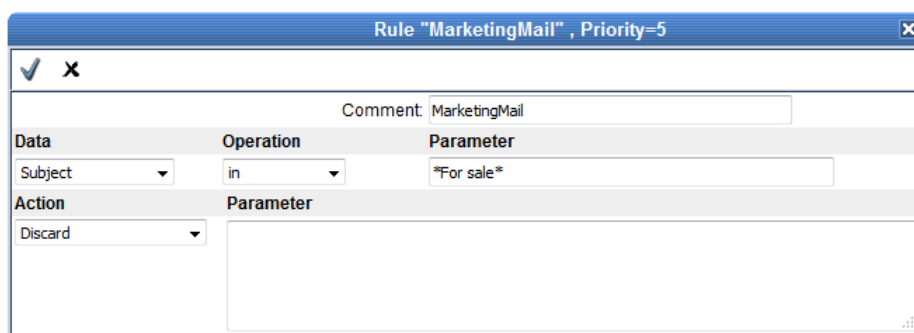 Rule "MarketingMail" , Priority=5
Comment: MarketingMail
Data Operation Parameter
Subject in *For sale*
Action Parameter
Discard